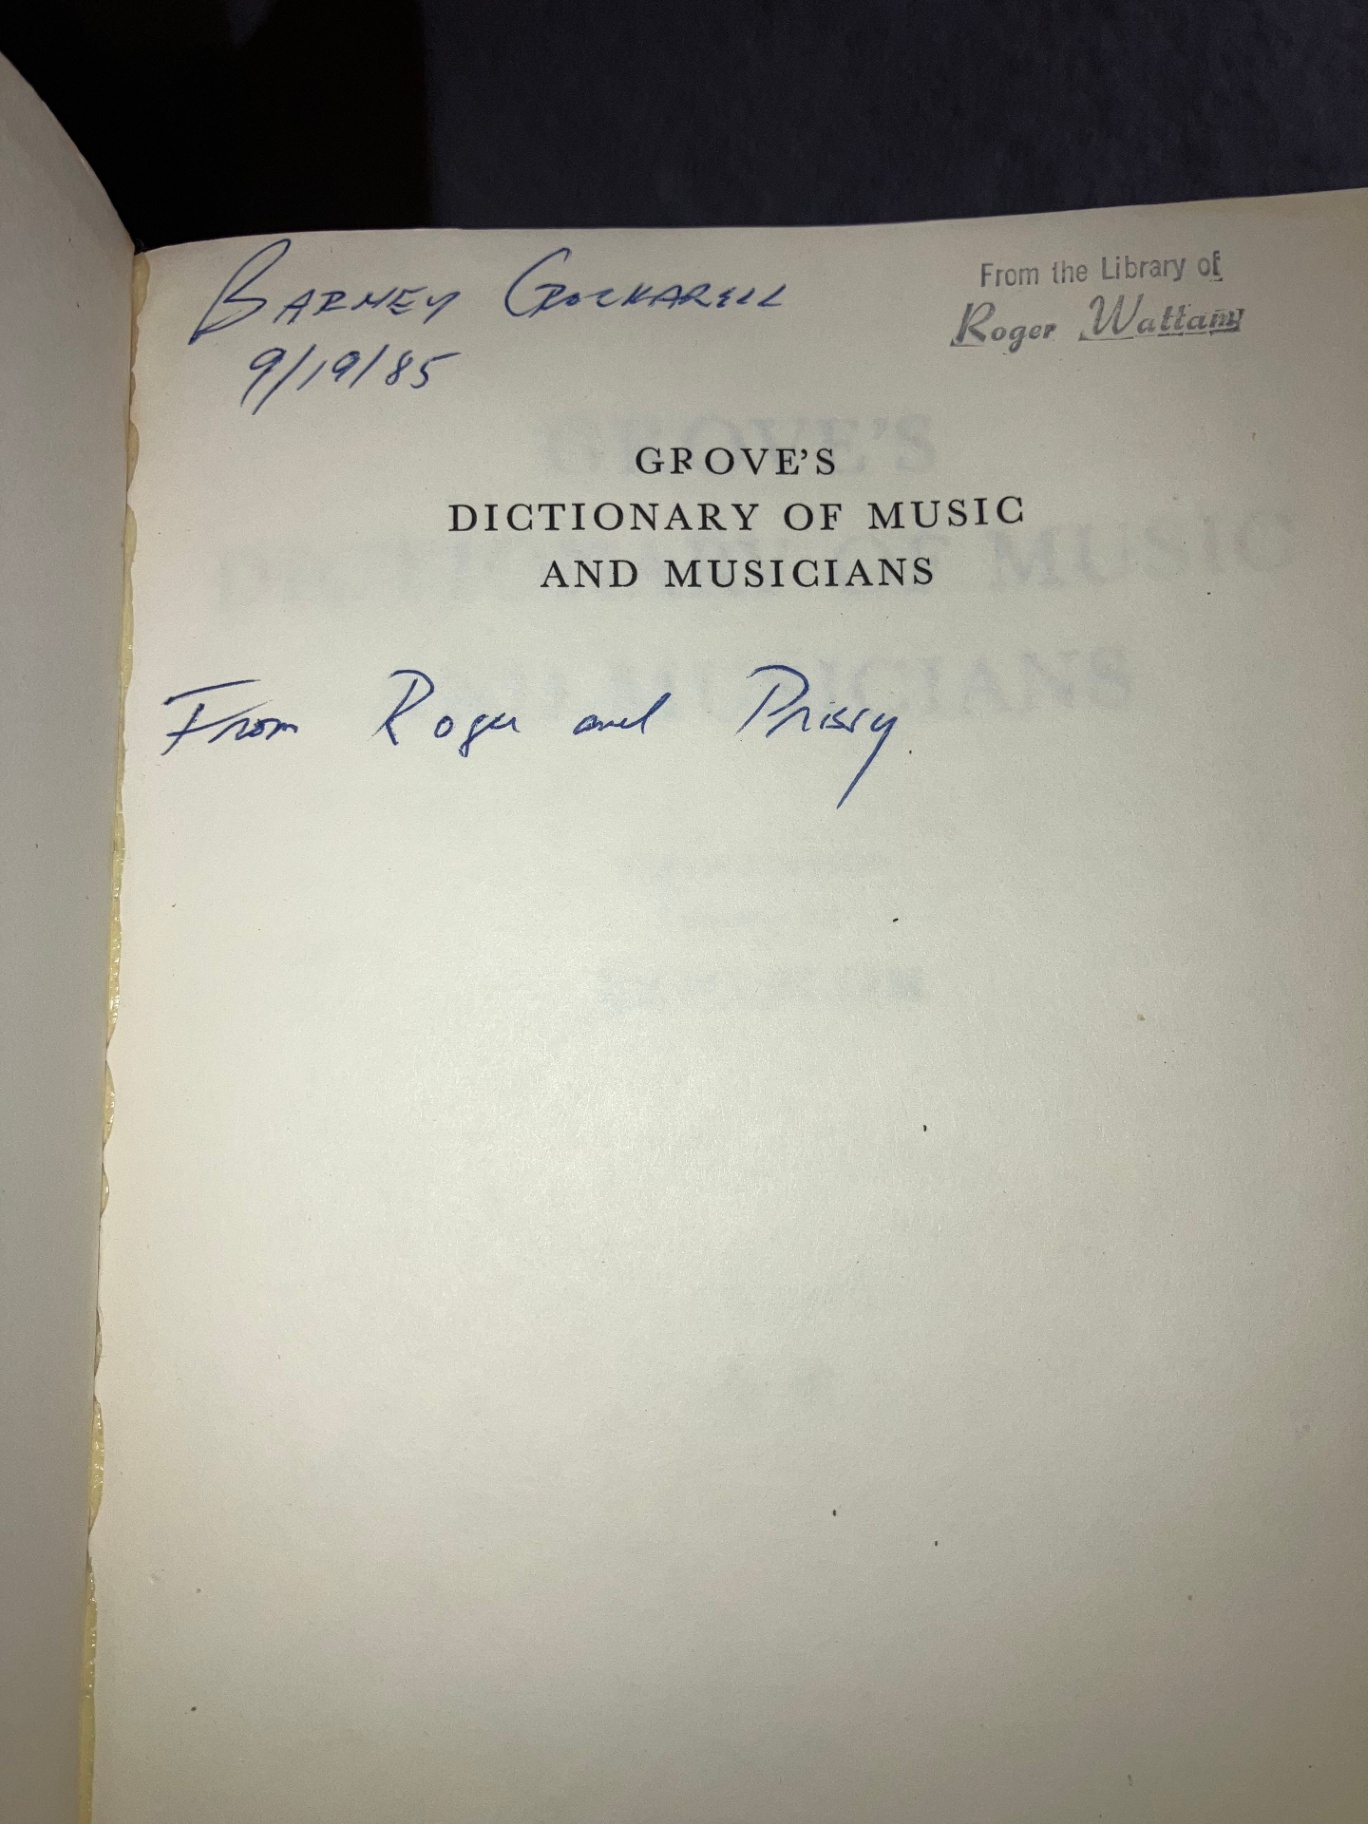 BARNEY CROCKARELL
9/19/85
From the Library of
Roger Wattam
GROVE'S
DICTIONARY OF MUSIC
AND MUSICIANS
From Roger and Prissy